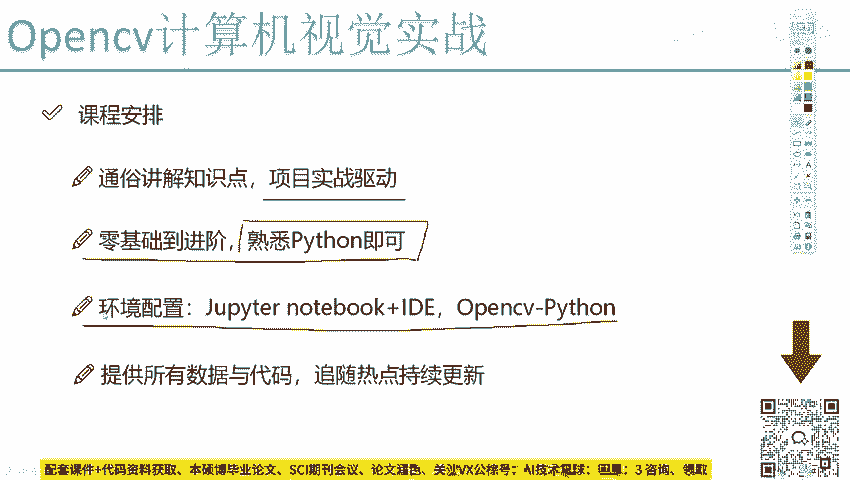 Opencv计算机视觉实战
课程安排
通俗讲解知识点，项目实战驱动
零基础到进阶，熟悉Python即可
环境配置：Jupyter notebook+IDE，Opencv-Python
提供所有数据与代码，追随热点持续更新
配套课件+代码资料获取、本硕博毕业论文、SCI期刊会议、论文润色、关注VX公棕号：AI技术星球：回复：3 咨询、领取